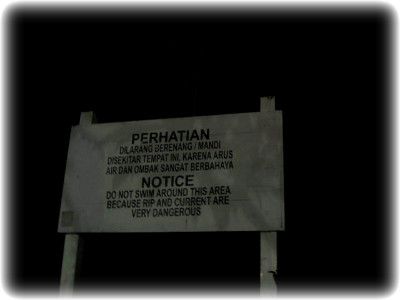 PERHATIAN
DILARANG BERENANG / MANDI
DISEKITAR TEMPAT INI, KARENA ARUS
AIR DAN OMBAK SANGAT BERBAHAYA
NOTICE
DO NOT SWIM AROUND THIS AREA
BECAUSE RIP AND CURRENT ARE
VERY DANGEROUS